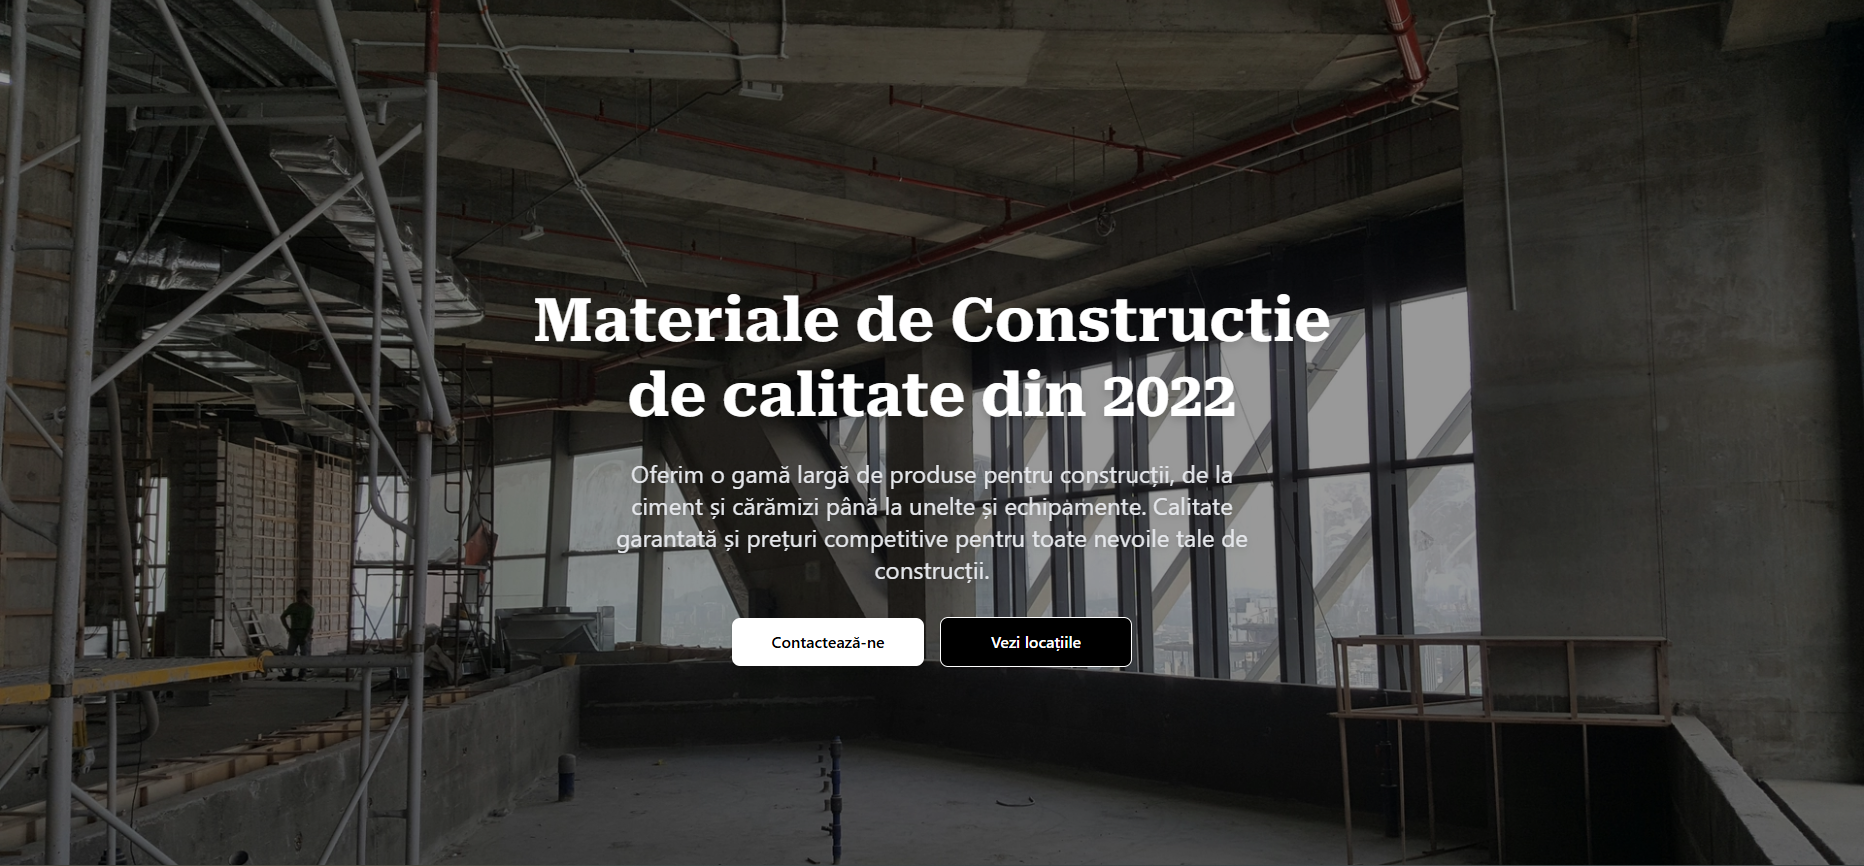 Materiale de Constructie
de calitate din 2022
Oferim o gamă largă de produse pentru construcții, de la
ciment și cărămizi până la unelte și echipamente. Calitate
garantată și prețuri competitive pentru toate nevoile tale de
construcții.
Contactează-ne
Vezi locațiile